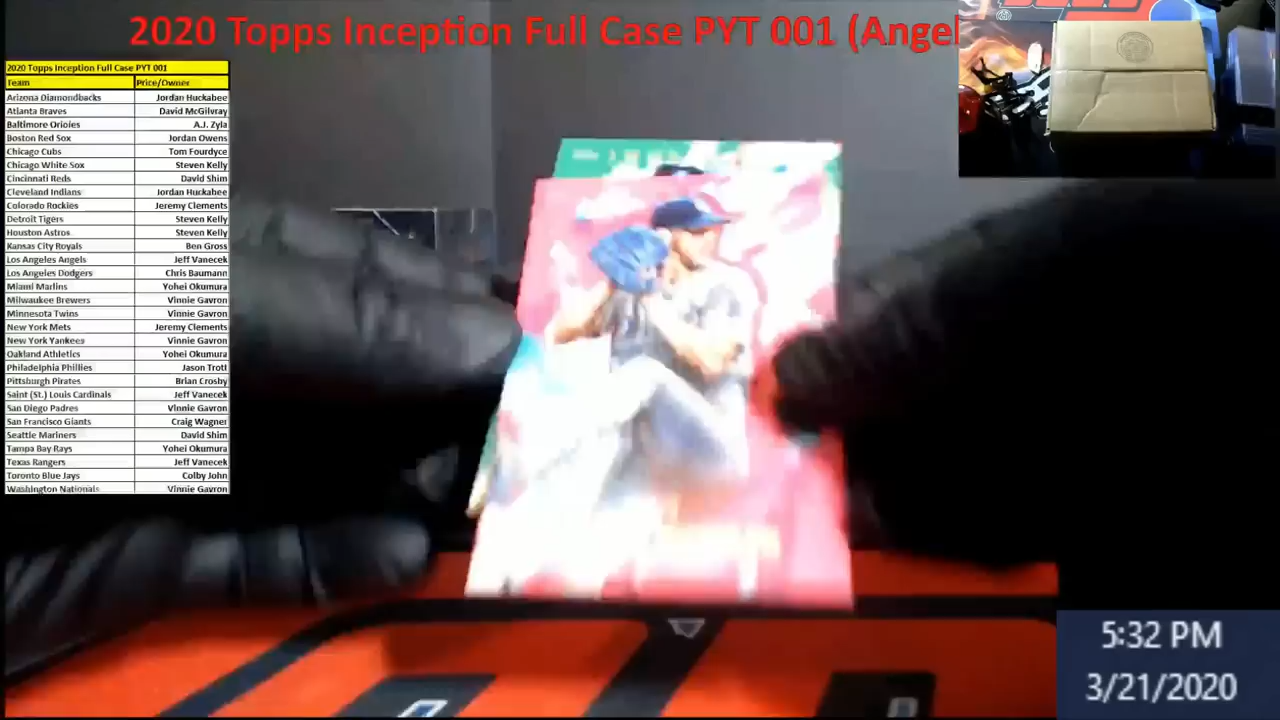 2020 Topps Inception Full Case PYT 001 (Angel
2020 Topps Inception Full Case PYT 001
Team Price/Owner
Arizona Diamondbacks Jordan Huckabee
Atlanta Braves David McGilvray
Baltimore Orioles A.J. Zyla
Boston Red Sox Jordan Owens
Chicago Cubs Tom Fourdyce
Chicago White Sox Steven Kelly
Cincinnati Reds David Shim
Cleveland Indians Jordan Huckabee
Colorado Rockies Jeremy Clements
Detroit Tigers Steven Kelly
Houston Astros Steven Kelly
Kansas City Royals Ben Gross
Los Angeles Angels Jeff Vanecek
Los Angeles Dodgers Chris Baumann
Miami Marlins Yohei Okumura
Milwaukee Brewers Vinnie Gavron
Minnesota Twins Vinnie Gavron
New York Mets Jeremy Clements
New York Yankees Vinnie Gavron
Oakland Athletics Yohei Okumura
Philadelphia Phillies Jason Trott
Pittsburgh Pirates Brian Crosby
Saint (St.) Louis Cardinals Jeff Vanecek
San Diego Padres Vinnie Gavron
San Francisco Giants Craig Wagner
Seattle Mariners David Shim
Tampa Bay Rays Yohei Okumura
Texas Rangers Jeff Vanecek
Toronto Blue Jays Colby John
Washington Nationals Vinnie Gavron
5:32 PM
3/21/2020